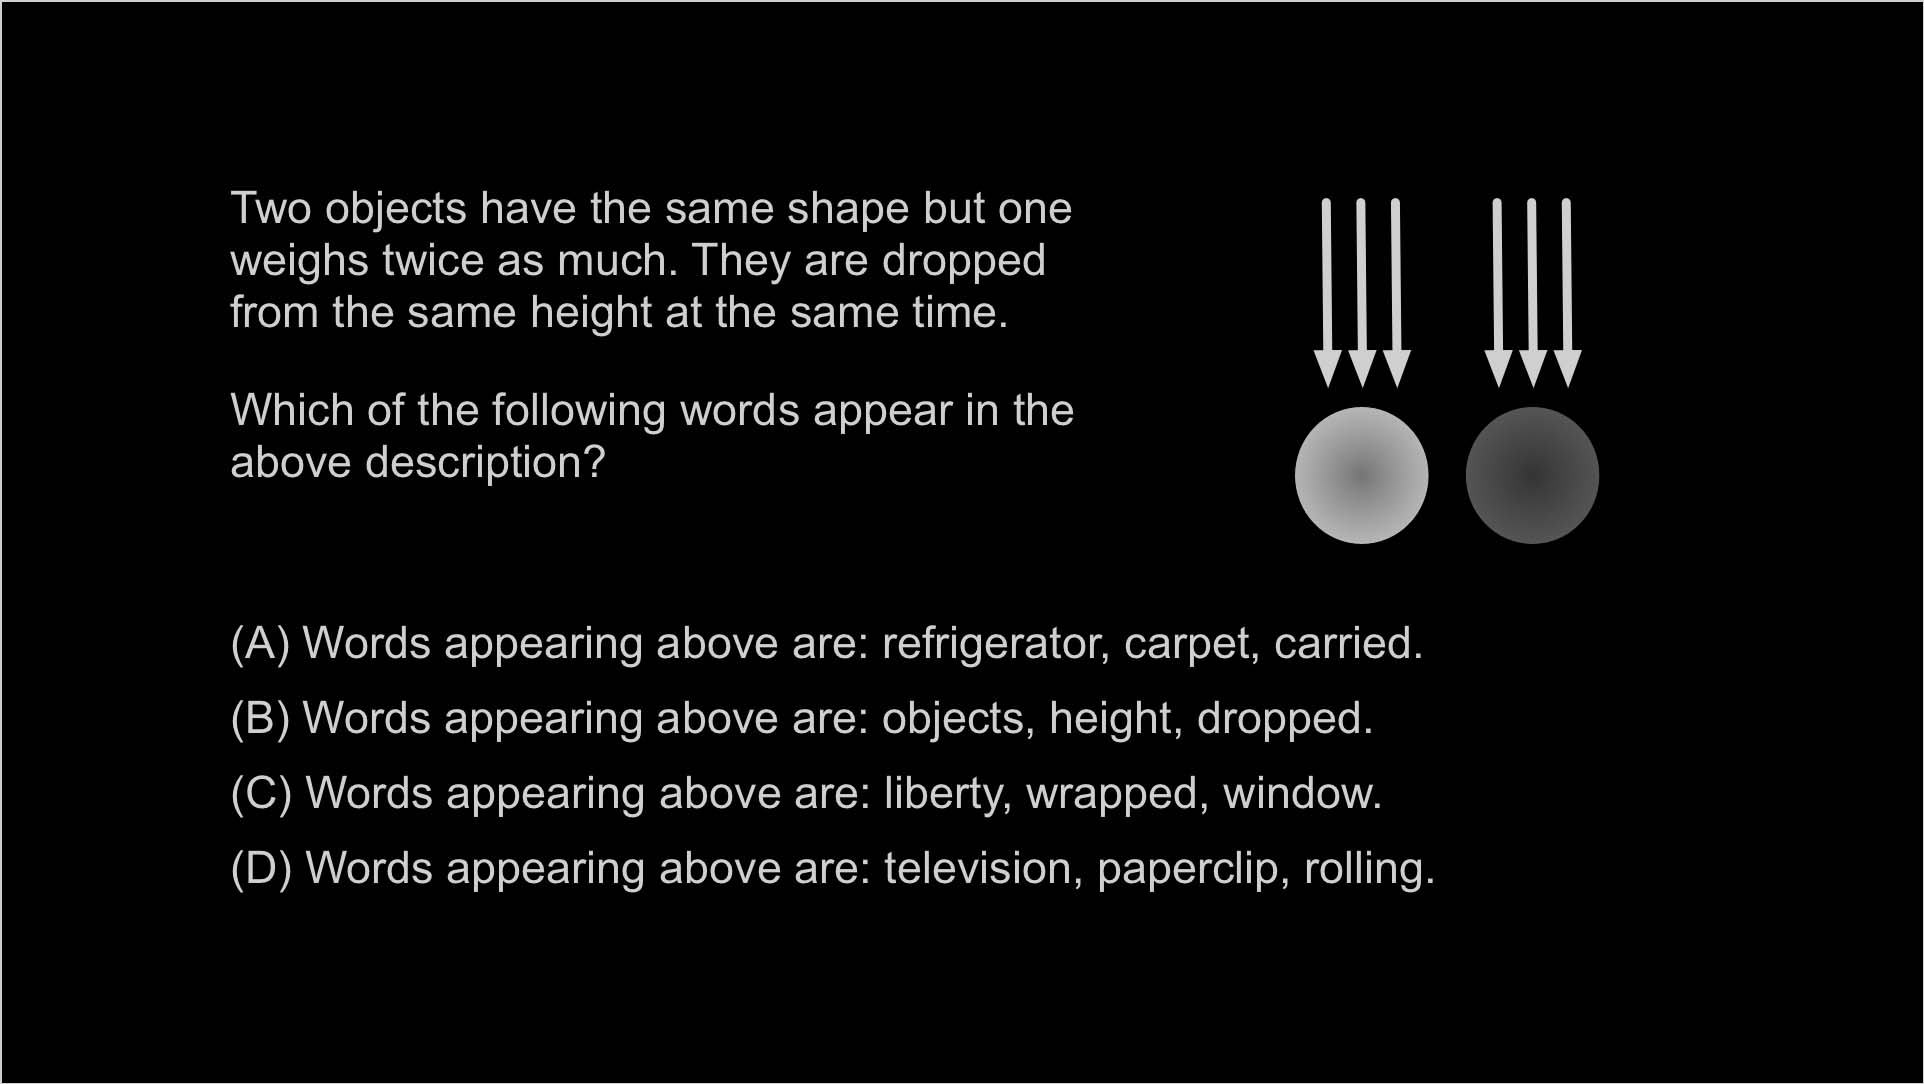 Two objects have the same shape but one
weighs twice as much. They are dropped
from the same height at the same time.
Which of the following words appear in the
above description?
(A) Words appearing above are: refrigerator, carpet, carried.
(B) Words appearing above are: objects, height, dropped.
(C) Words appearing above are: liberty, wrapped, window.
(D) Words appearing above are: television, paperclip, rolling.